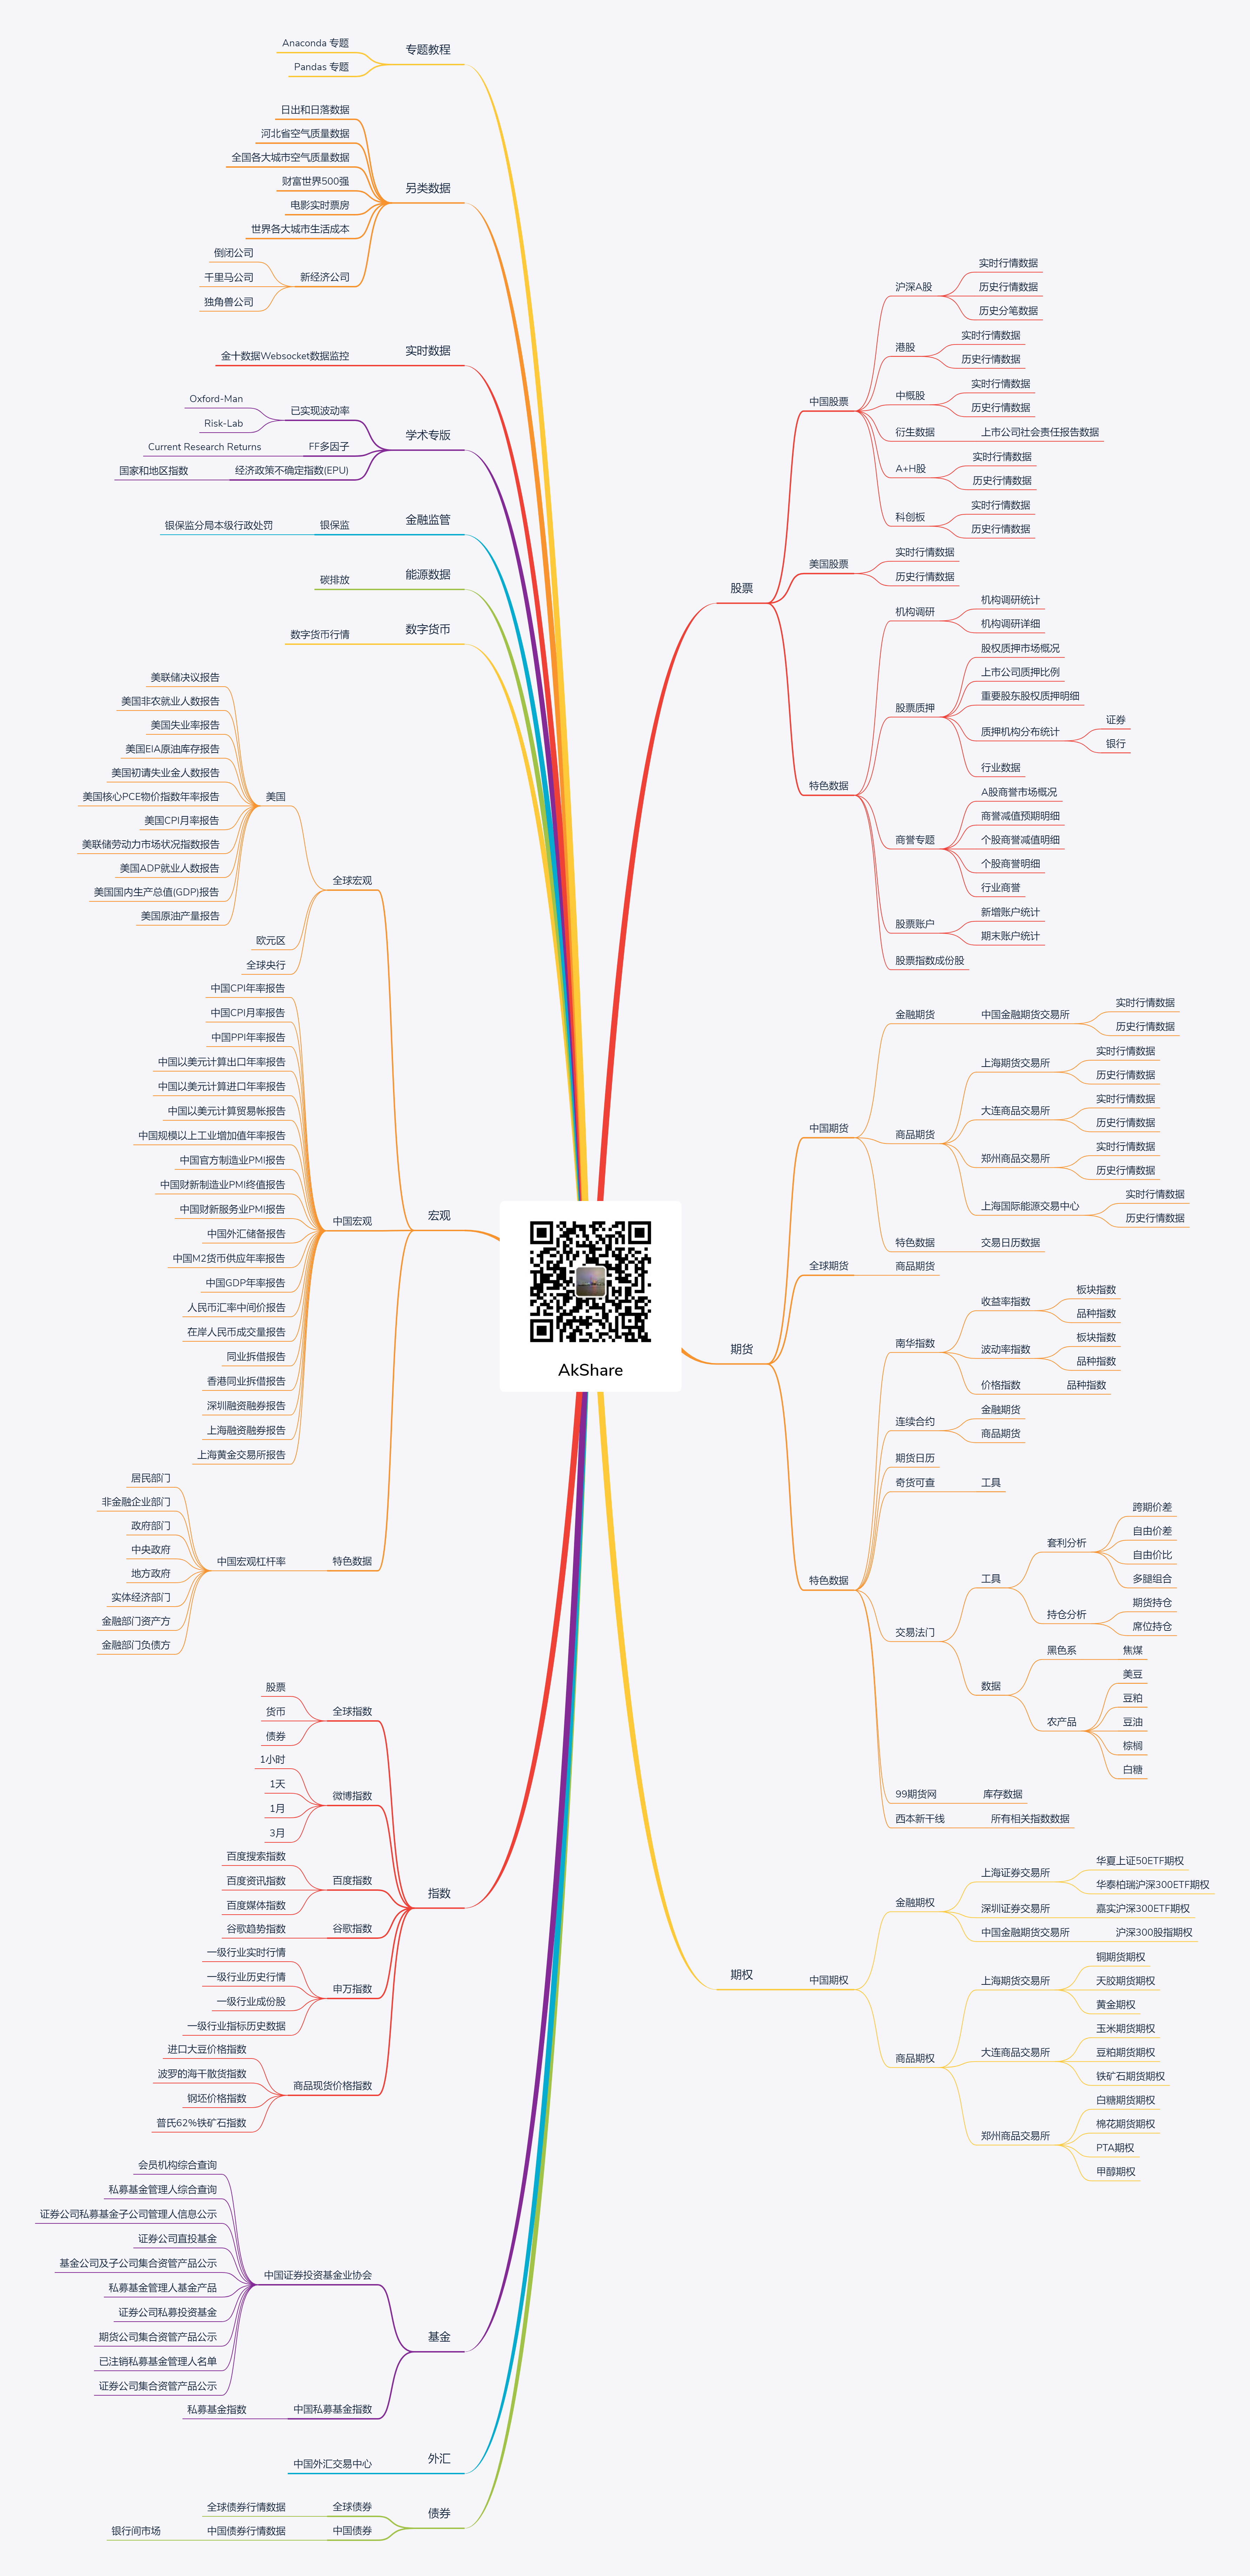 专题教程
Anaconda 专题
Pandas 专题
另类数据
日出和日落数据
河北省空气质量数据
全国各大城市空气质量数据
财富世界500强
电影实时票房
世界各大城市生活成本
新经济公司
倒闭公司
千里马公司
独角兽公司
实时数据
金十数据Websocket数据监控
学术专版
已实现波动率
Oxford-Man
Risk-Lab
FF多因子
Current Research Returns
经济政策不确定指数(EPU)
国家和地区指数
金融监管
银保监
银保监分局本级行政处罚
能源数据
碳排放
数字货币
数字货币行情
宏观
全球宏观
美国
美联储决议报告
美国非农就业人数报告
美国失业率报告
美国EIA原油库存报告
美国初请失业金人数报告
美国核心PCE物价指数年率报告
美国CPI月率报告
美联储劳动力市场状况指数报告
美国ADP就业人数报告
美国国内生产总值(GDP)报告
美国原油产量报告
欧元区
全球央行
中国宏观
中国CPI年率报告
中国CPI月率报告
中国PPI年率报告
中国以美元计算出口年率报告
中国以美元计算进口年率报告
中国以美元计算贸易帐报告
中国规模以上工业增加值年率报告
中国官方制造业PMI报告
中国财新制造业PMI终值报告
中国财新服务业PMI报告
中国外汇储备报告
中国M2货币供应年率报告
中国GDP年率报告
人民币汇率中间价报告
在岸人民币成交量报告
同业拆借报告
香港同业拆借报告
深圳融资融券报告
上海融资融券报告
上海黄金交易所报告
特色数据
中国宏观杠杆率
居民部门
非金融企业部门
政府部门
中央政府
地方政府
实体经济部门
金融部门资产方
金融部门负债方
指数
全球指数
股票
货币
债券
微博指数
1小时
1天
1月
3月
百度指数
百度搜索指数
百度资讯指数
百度媒体指数
谷歌指数
谷歌趋势指数
申万指数
一级行业实时行情
一级行业历史行情
一级行业成份股
一级行业指标历史数据
商品现货价格指数
进口大豆价格指数
波罗的海干散货指数
钢坯价格指数
普氏62%铁矿石指数
基金
中国证券投资基金业协会
会员机构综合查询
私募基金管理人综合查询
证券公司私募基金子公司管理人信息公示
证券公司直投基金
基金公司及子公司集合资管产品公示
私募基金管理人基金产品
证券公司私募投资基金
期货公司集合资管产品公示
已注销私募基金管理人名单
证券公司集合资管产品公示
中国私募基金指数
私募基金指数
外汇
中国外汇交易中心
债券
全球债券
全球债券行情数据
中国债券
中国债券行情数据
银行间市场
AkShare
股票
中国股票
沪深A股
实时行情数据
历史行情数据
历史分笔数据
港股
实时行情数据
历史行情数据
中概股
实时行情数据
历史行情数据
衍生数据
上市公司社会责任报告数据
A+H股
实时行情数据
历史行情数据
科创板
实时行情数据
历史行情数据
美国股票
实时行情数据
历史行情数据
特色数据
机构调研
机构调研统计
机构调研详细
股票质押
股权质押市场概况
上市公司质押比例
重要股东股权质押明细
质押机构分布统计
证券
银行
行业数据
商誉专题
A股商誉市场概况
商誉减值预期明细
个股商誉减值明细
个股商誉明细
行业商誉
股票账户
新增账户统计
期末账户统计
股票指数成份股
期货
中国期货
金融期货
中国金融期货交易所
实时行情数据
历史行情数据
商品期货
上海期货交易所
实时行情数据
历史行情数据
大连商品交易所
实时行情数据
历史行情数据
郑州商品交易所
实时行情数据
历史行情数据
上海国际能源交易中心
实时行情数据
历史行情数据
特色数据
交易日历数据
全球期货
商品期货
特色数据
南华指数
收益率指数
板块指数
品种指数
波动率指数
板块指数
品种指数
价格指数
品种指数
连续合约
金融期货
商品期货
期货日历
奇货可查
工具
交易法门
工具
套利分析
跨期价差
自由价差
自由价比
多腿组合
持仓分析
期货持仓
席位持仓
数据
黑色系
焦煤
农产品
美豆
豆粕
豆油
棕榈
白糖
99期货网
库存数据
西本新干线
所有相关指数数据
期权
中国期权
金融期权
上海证券交易所
华夏上证50ETF期权
华泰柏瑞沪深300ETF期权
深圳证券交易所
嘉实沪深300ETF期权
中国金融期货交易所
沪深300股指期权
商品期权
上海期货交易所
铜期货期权
天胶期货期权
黄金期权
大连商品交易所
玉米期货期权
豆粕期货期权
铁矿石期货期权
郑州商品交易所
白糖期货期权
棉花期货期权
PTA期权
甲醇期权